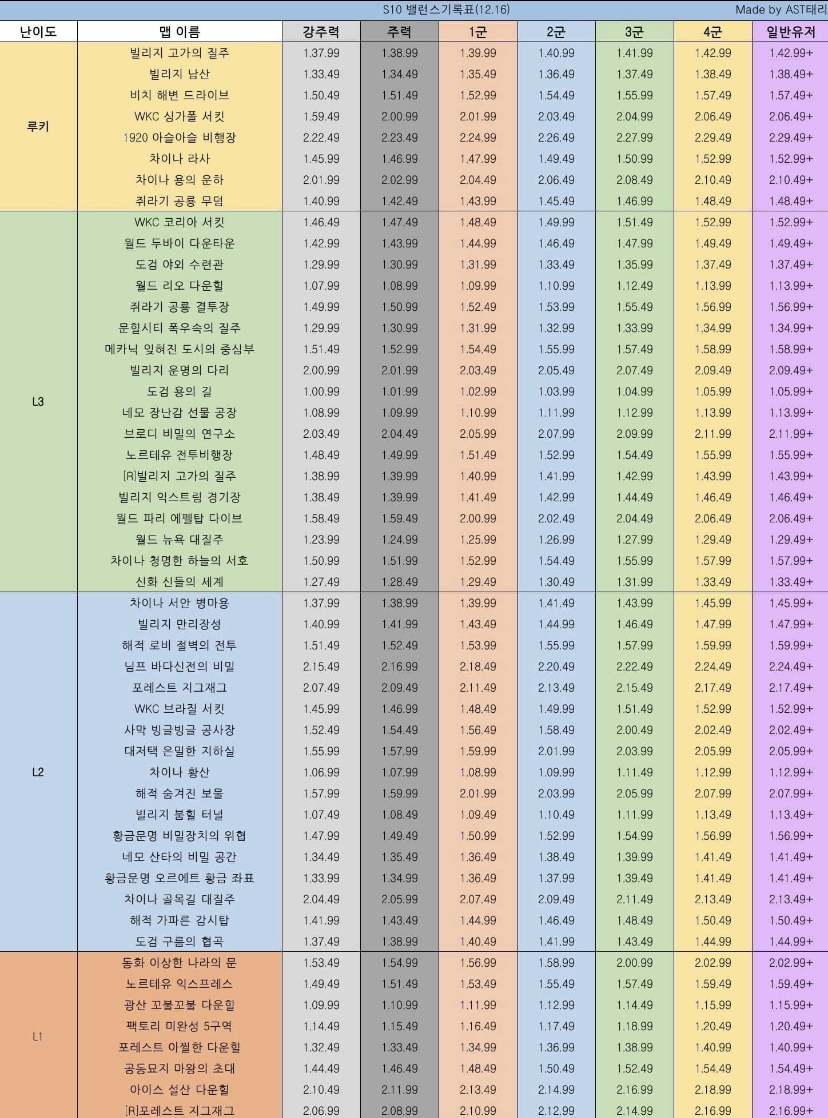 S10 밸런스기록표(12.16) Made by AST태리
난이도 맵 이름 강주력 주력 1군 2군 3군 4군 일반유저
루키
빌리지 고가의 질주 1.37.99 1.38.99 1.39.99 1.40.99 1.41.99 1.42.99 1.42.99+
빌리지 남산 1.33.49 1.34.49 1.35.49 1.36.49 1.37.49 1.38.49 1.38.49+
비치 해변 드라이브 1.50.49 1.51.49 1.52.99 1.54.49 1.55.99 1.57.49 1.57.49+
WKC 싱가폴 서킷 1.59.49 2.00.99 2.01.99 2.03.49 2.04.99 2.06.49 2.06.49+
1920 아슬아슬 비행장 2.22.49 2.23.49 2.24.99 2.26.49 2.27.99 2.29.49 2.29.49+
차이나 라사 1.45.99 1.46.99 1.47.99 1.49.49 1.50.99 1.52.99 1.52.99+
차이나 용의 운하 2.01.99 2.02.99 2.04.49 2.06.49 2.08.49 2.10.49 2.10.49+
쥐라기 공룡 무덤 1.40.99 1.42.49 1.43.99 1.45.49 1.46.99 1.48.49 1.48.49+
L3
WKC 코리아 서킷 1.46.49 1.47.49 1.48.49 1.49.99 1.51.49 1.52.99 1.52.99+
월드 두바이 다운타운 1.42.99 1.43.99 1.44.99 1.46.49 1.47.99 1.49.49 1.49.49+
도검 야외 수련관 1.29.99 1.30.99 1.31.99 1.33.49 1.35.99 1.37.49 1.37.49+
월드 리오 다운힐 1.07.99 1.08.99 1.09.99 1.10.99 1.12.49 1.13.99 1.13.99+
쥐라기 공룡 결투장 1.49.99 1.50.99 1.52.49 1.53.99 1.55.49 1.56.99 1.56.99+
문힐시티 폭우속의 질주 1.29.99 1.30.99 1.31.99 1.32.99 1.33.99 1.34.99 1.34.99+
메카닉 잊혀진 도시의 중심부 1.51.49 1.52.99 1.54.49 1.55.99 1.57.49 1.58.99 1.58.99+
빌리지 운명의 다리 2.00.99 2.01.99 2.03.49 2.05.49 2.07.49 2.09.49 2.09.49+
도검 용의 길 1.00.99 1.01.99 1.02.99 1.03.99 1.04.99 1.05.99 1.05.99+
네모 장난감 선물 공장 1.08.99 1.09.99 1.10.99 1.11.99 1.12.99 1.13.99 1.13.99+
브로디 비밀의 연구소 2.03.49 2.04.49 2.05.99 2.07.99 2.09.99 2.11.99 2.11.99+
노르테유 전투비행장 1.48.49 1.49.99 1.51.49 1.52.99 1.54.49 1.55.99 1.55.99+
[R]빌리지 고가의 질주 1.38.99 1.39.99 1.40.99 1.41.99 1.42.99 1.43.99 1.43.99+
빌리지 익스트림 경기장 1.38.49 1.39.99 1.41.49 1.42.99 1.44.49 1.46.49 1.46.49+
월드 파리 에펠탑 다이브 1.58.49 1.59.49 2.00.99 2.02.49 2.04.49 2.06.49 2.06.49+
월드 뉴욕 대질주 1.23.99 1.24.99 1.25.99 1.26.99 1.27.99 1.29.49 1.29.49+
차이나 청명한 하늘의 서호 1.50.99 1.51.99 1.52.99 1.54.49 1.55.99 1.57.99 1.57.99+
신화 신들의 세계 1.27.49 1.28.49 1.29.49 1.30.49 1.31.99 1.33.49 1.33.49+
L2
차이나 서안 병마용 1.37.99 1.38.99 1.39.99 1.41.49 1.43.99 1.45.99 1.45.99+
빌리지 만리장성 1.40.99 1.41.99 1.43.49 1.44.99 1.46.49 1.47.99 1.47.99+
해적 로비 절벽의 전투 1.51.49 1.52.49 1.53.99 1.55.99 1.57.99 1.59.99 1.59.99+
님프 바다신전의 비밀 2.15.49 2.16.99 2.18.49 2.20.49 2.22.49 2.24.49 2.24.49+
포레스트 지그재그 2.07.49 2.09.49 2.11.49 2.13.49 2.15.49 2.17.49 2.17.49+
WKC 브라질 서킷 1.45.99 1.46.99 1.48.49 1.49.99 1.51.49 1.52.99 1.52.99+
사막 빙글빙글 공사장 1.52.49 1.54.49 1.56.49 1.58.49 2.00.49 2.02.49 2.02.49+
대저택 은밀한 지하실 1.55.99 1.57.99 1.59.99 2.01.99 2.03.99 2.05.99 2.05.99+
차이나 황산 1.06.99 1.07.99 1.08.99 1.09.99 1.11.49 1.12.99 1.12.99+
해적 숨겨진 보물 1.57.99 1.59.99 2.01.99 2.03.99 2.05.99 2.07.99 2.07.99+
빌리지 붐힐 터널 1.07.49 1.08.49 1.09.49 1.10.49 1.11.99 1.13.49 1.13.49+
황금문명 비밀장치의 위협 1.47.99 1.49.49 1.50.99 1.52.99 1.54.99 1.56.99 1.56.99+
네모 산타의 비밀 공간 1.34.49 1.35.49 1.36.49 1.38.49 1.39.99 1.41.49 1.41.49+
황금문명 오르에트 황금 좌표 1.33.99 1.34.99 1.36.49 1.37.99 1.39.49 1.41.49 1.41.49+
차이나 골목길 대질주 2.04.49 2.05.99 2.07.49 2.09.49 2.11.49 2.13.49 2.13.49+
해적 가파른 감시탑 1.41.99 1.43.49 1.44.99 1.46.49 1.48.49 1.50.49 1.50.49+
도검 구름의 협곡 1.37.49 1.38.99 1.40.49 1.41.99 1.43.49 1.44.99 1.44.99+
L1
동화 이상한 나라의 문 1.53.49 1.54.99 1.56.99 1.58.99 2.00.99 2.02.99 2.02.99+
노르테유 익스프레스 1.49.49 1.51.49 1.53.49 1.55.49 1.57.49 1.59.49 1.59.49+
광산 꼬불꼬불 다운힐 1.09.99 1.10.99 1.11.99 1.12.99 1.14.49 1.15.99 1.15.99+
팩토리 미완성 5구역 1.14.49 1.15.49 1.16.49 1.17.49 1.18.99 1.20.49 1.20.49+
포레스트 아찔한 다운힐 1.32.49 1.33.49 1.34.99 1.36.99 1.38.99 1.40.99 1.40.99+
공동묘지 마왕의 초대 1.44.49 1.46.49 1.48.49 1.50.49 1.52.49 1.54.49 1.54.49+
아이스 설산 다운힐 2.10.49 2.11.99 2.13.49 2.14.99 2.16.99 2.18.99 2.18.99+
[R]포레스트 지그재그 2.06.99 2.08.99 2.10.99 2.12.99 2.14.99 2.16.99 2.16.99+